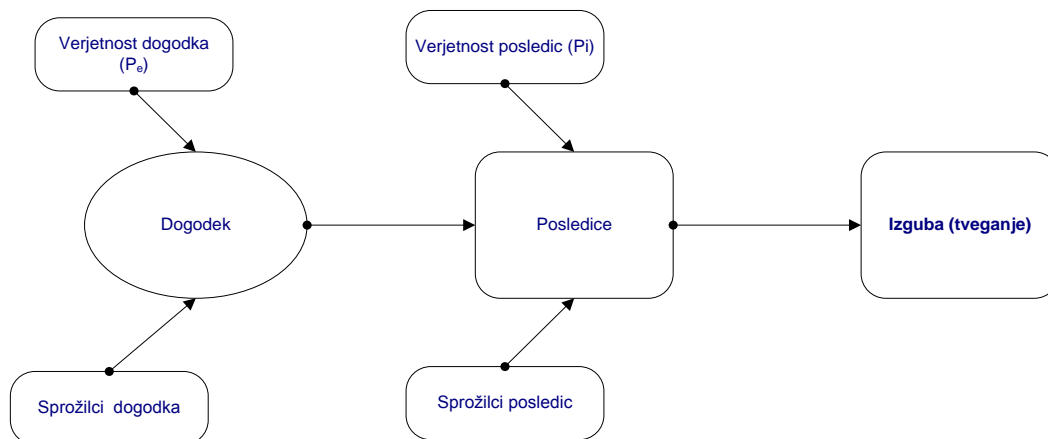 Verjetnost dogodka
(Pₑ)
Verjetnost posledic (Pi)
Dogodek
Posledice
Izguba (tveganje)
Sprožilci dogodka
Sprožilci posledic